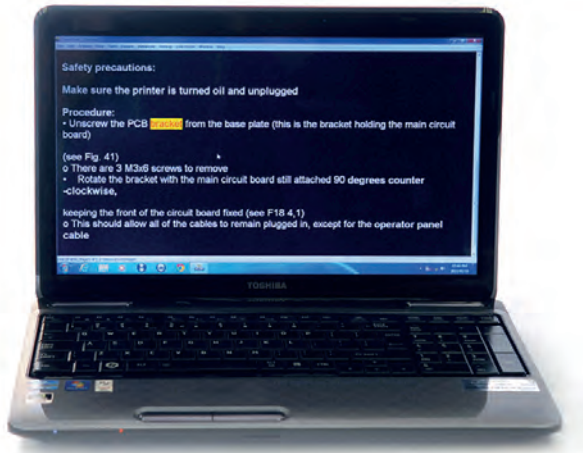 Safety precautions:
Make sure the printer is turned oil and unplugged
Procedure:
• Unscrew the PCB bracket from the base plate (this is the bracket holding the main circuit
board)
(see Fig. 41)
o There are 3 M3x6 screws to remove
• Rotate the bracket with the main circuit board still attached 90 degrees counter
-clockwise,
keeping the front of the circuit board fixed (see F18 4,1)
o This should allow all of the cables to remain plugged in, except for the operator panel
cable
TOSHIBA